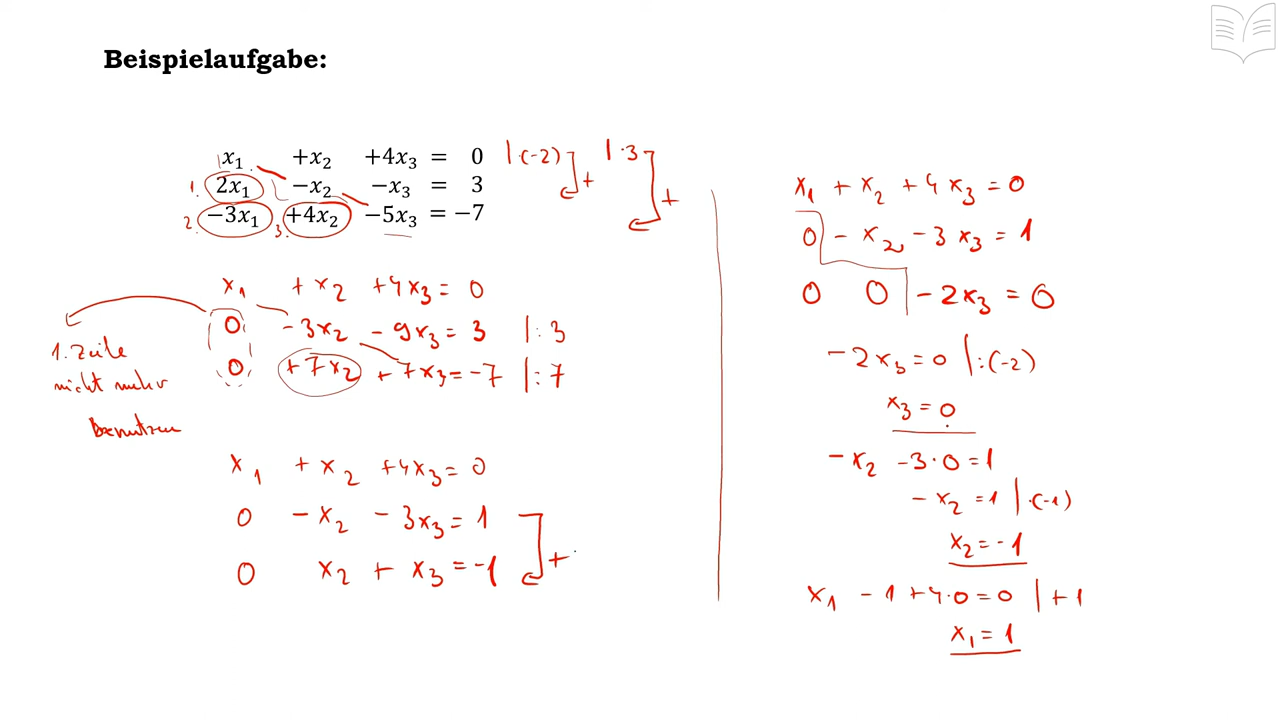 Beispielaufgabe:
x₁ +x₂ +4x₃ = 0 |·(-2) + |·3 +
1. 2x₁ −x₂ −x₃ = 3
2. −3x₁ 3. +4x₂ −5x₃ = −7
x₁ + x₂ + 4x₃ = 0
0 - 3x₂ - 9x₃ = 3 |:3
0 + 7x₂ + 7x₃ = -7 |:7
1. Zeile
nicht mehr
benutzen
x₁ + x₂ + 4x₃ = 0
0 - x₂ - 3x₃ = 1
0 x₂ + x₃ = -1 +
x₁ + x₂ + 4x₃ = 0
0 - x₂ - 3x₃ = 1
0 0 - 2x₃ = 0
- 2x₃ = 0 |:(-2)
x₃ = 0
- x₂ - 3·0 = 1
- x₂ = 1 |·(-1)
x₂ = -1
x₁ - 1 + 4·0 = 0 | + 1
x₁ = 1